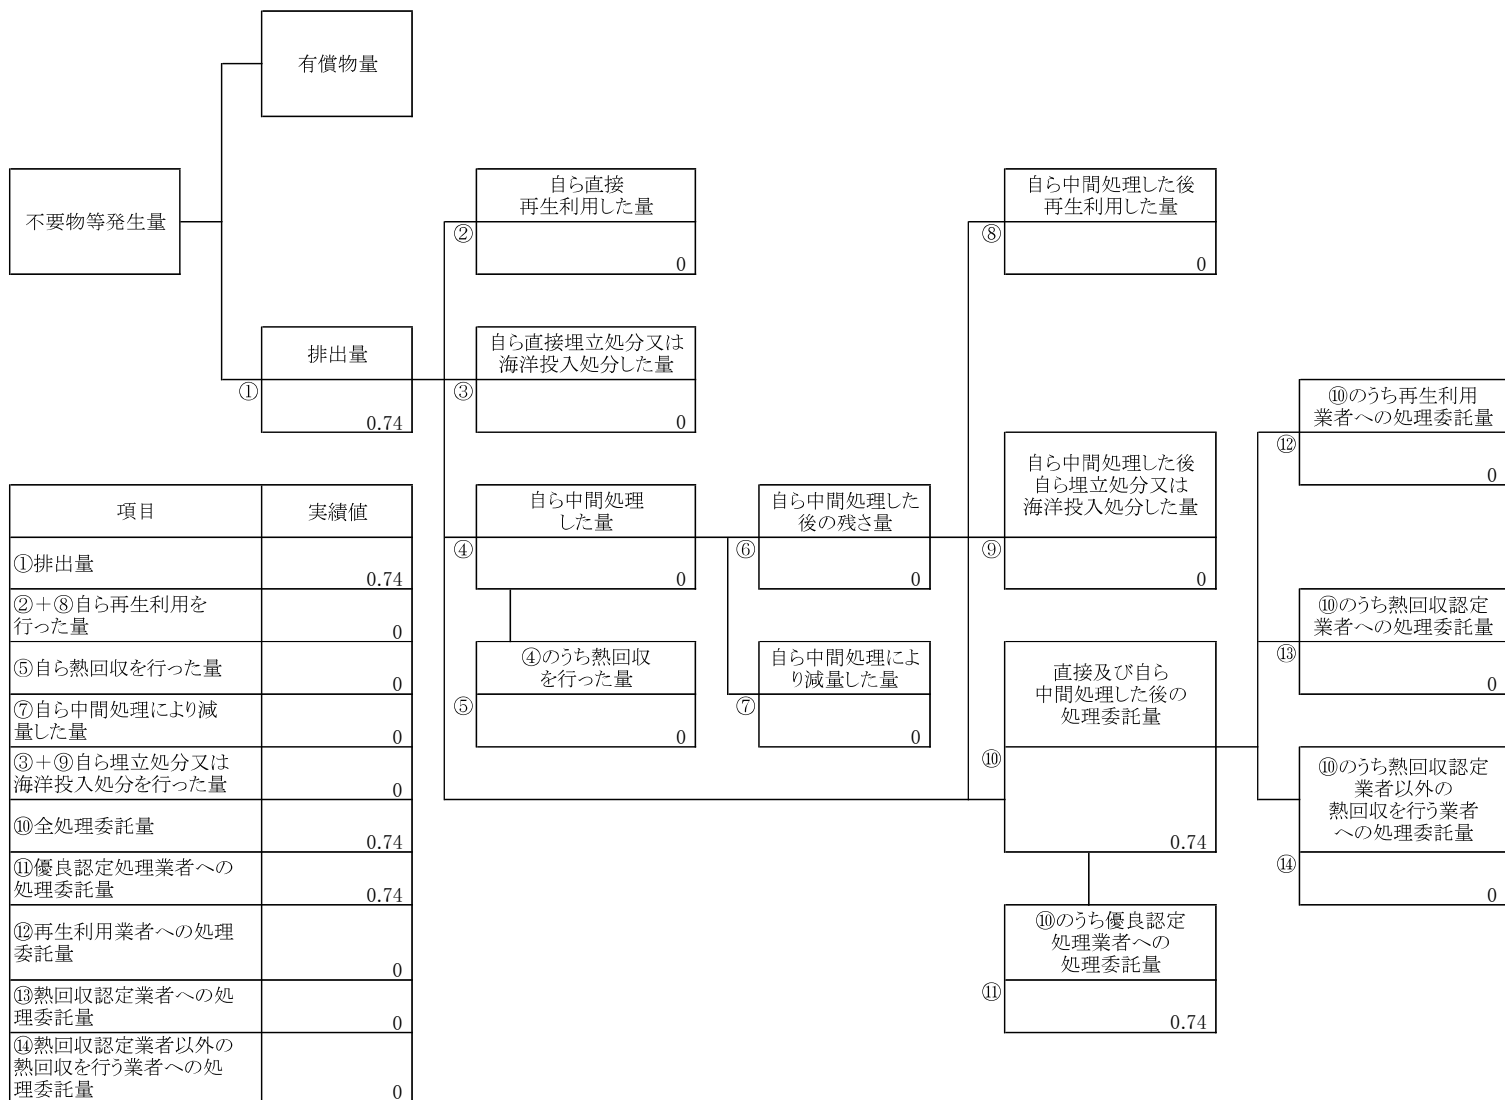 有償物量
不要物等発生量
排出量
①
0.74
自ら直接
再生利用した量
②
0
自ら直接埋立処分又は
海洋投入処分した量
③
0
自ら中間処理
した量
④
0
④のうち熱回収
を行った量
⑤
0
自ら中間処理した
後の残さ量
⑥
0
自ら中間処理によ
り減量した量
⑦
0
自ら中間処理した後
再生利用した量
⑧
0
自ら中間処理した後
自ら埋立処分又は
海洋投入処分した量
⑨
0
直接及び自ら
中間処理した後の
処理委託量
⑩
0.74
⑩のうち優良認定
処理業者への
処理委託量
⑪
0.74
⑩のうち再生利用
業者への処理委託量
⑫
0
⑩のうち熱回収認定
業者への処理委託量
⑬
0
⑩のうち熱回収認定
業者以外の
熱回収を行う業者
への処理委託量
⑭
0
項目 実績値
①排出量
0.74
②＋⑧自ら再生利用を
行った量
0
⑤自ら熱回収を行った量
0
⑦自ら中間処理により減
量した量
0
③＋⑨自ら埋立処分又は
海洋投入処分を行った量
0
⑩全処理委託量
0.74
⑪優良認定処理業者への
処理委託量
0.74
⑫再生利用業者への処理
委託量
0
⑬熱回収認定業者への処
理委託量
0
⑭熱回収認定業者以外の
熱回収を行う業者への処
理委託量
0